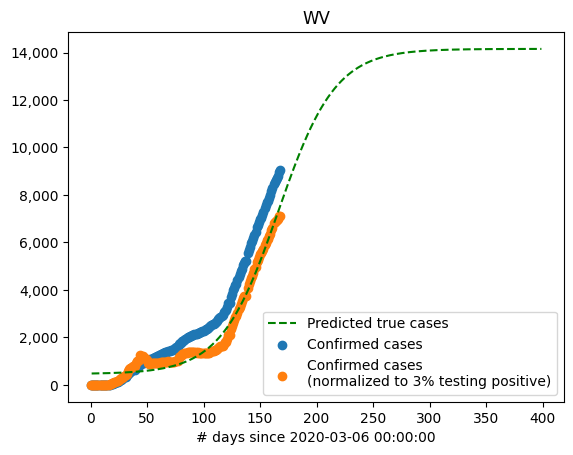 WV
14,000
12,000
10,000
8,000
6,000
4,000
2,000
0
Predicted true cases
Confirmed cases
Confirmed cases
(normalized to 3% testing positive)
0 50 100 150 200 250 300 350 400
# days since 2020-03-06 00:00:00